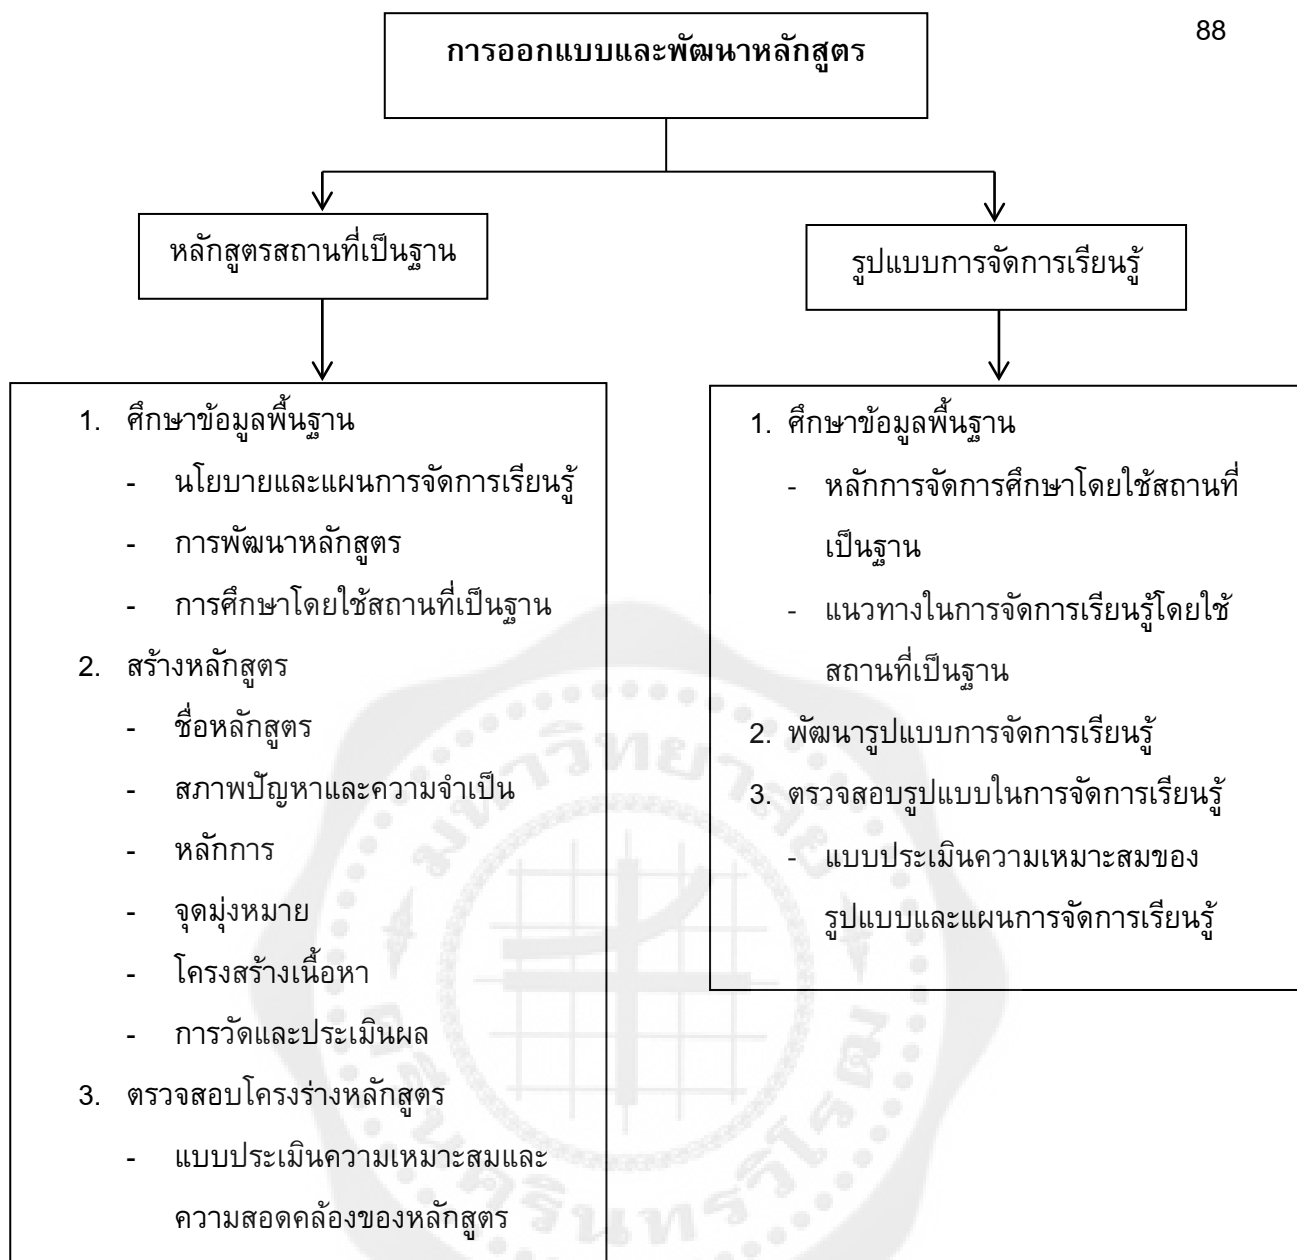 88
การออกแบบและพัฒนาหลักสูตร
หลักสูตรสถานที่เป็นฐาน
รูปแบบการจัดการเรียนรู้
1. ศึกษาข้อมูลพื้นฐาน
- นโยบายและแผนการจัดการเรียนรู้
- การพัฒนาหลักสูตร
- การศึกษาโดยใช้สถานที่เป็นฐาน
2. สร้างหลักสูตร
- ชื่อหลักสูตร
- สภาพปัญหาและความจำเป็น
- หลักการ
- จุดมุ่งหมาย
- โครงสร้างเนื้อหา
- การวัดและประเมินผล
3. ตรวจสอบโครงร่างหลักสูตร
- แบบประเมินความเหมาะสมและ
ความสอดคล้องของหลักสูตร
1. ศึกษาข้อมูลพื้นฐาน
- หลักการจัดการศึกษาโดยใช้สถานที่
เป็นฐาน
- แนวทางในการจัดการเรียนรู้โดยใช้
สถานที่เป็นฐาน
2. พัฒนารูปแบบการจัดการเรียนรู้
3. ตรวจสอบรูปแบบในการจัดการเรียนรู้
- แบบประเมินความเหมาะสมของ
รูปแบบและแผนการจัดการเรียนรู้
มหาวิทยาลัย
ศรีนครินทรวิโรฒ